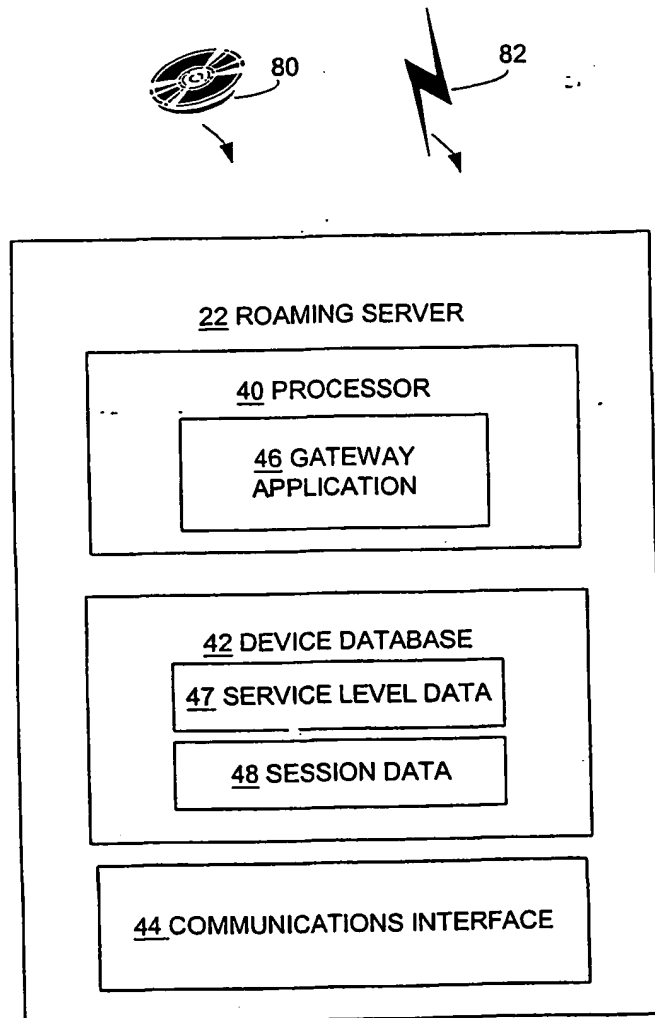 80
82
22 ROAMING SERVER
40 PROCESSOR
46 GATEWAY
APPLICATION
42 DEVICE DATABASE
47 SERVICE LEVEL DATA
48 SESSION DATA
44 COMMUNICATIONS INTERFACE